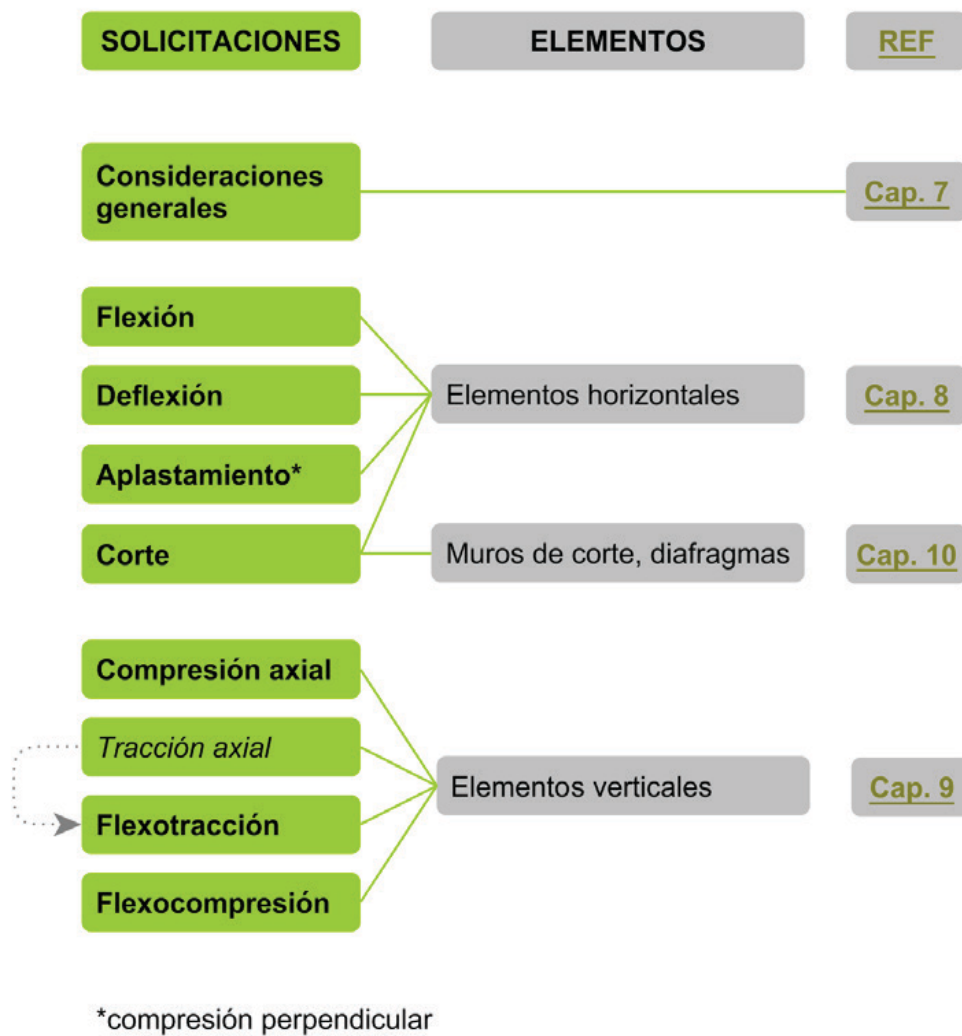 SOLICITACIONES
ELEMENTOS
REF
Consideraciones
generales
Cap. 7
Flexión
Deflexión
Elementos horizontales
Cap. 8
Aplastamiento*
Corte
Muros de corte, diafragmas
Cap. 10
Compresión axial
Tracción axial
Elementos verticales
Cap. 9
Flexotracción
Flexocompresión
*compresión perpendicular